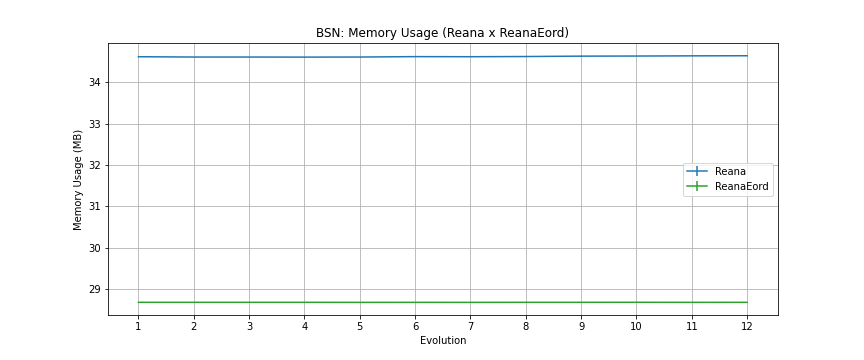 BSN: Memory Usage (Reana x ReanaEord)
Memory Usage (MB)
34
33
32
31
30
29
Reana
ReanaEord
1 2 3 4 5 6 7 8 9 10 11 12
Evolution